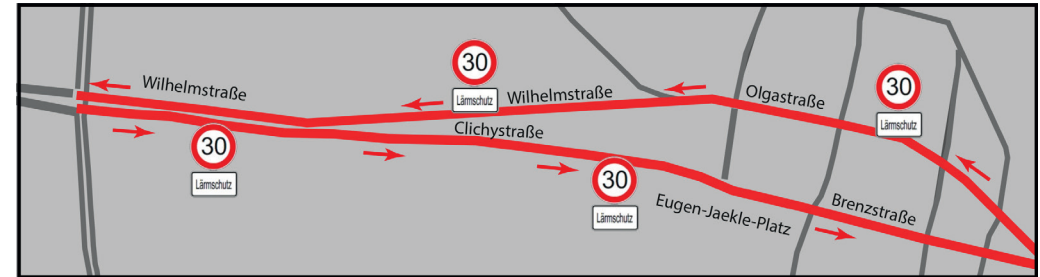 Wilhelmstraße
30
Lärmschutz
Wilhelmstraße
Olgastraße
30
Lärmschutz
Clichystraße
30
Lärmschutz
30
Lärmschutz
Eugen-Jaekle-Platz
Brenzstraße